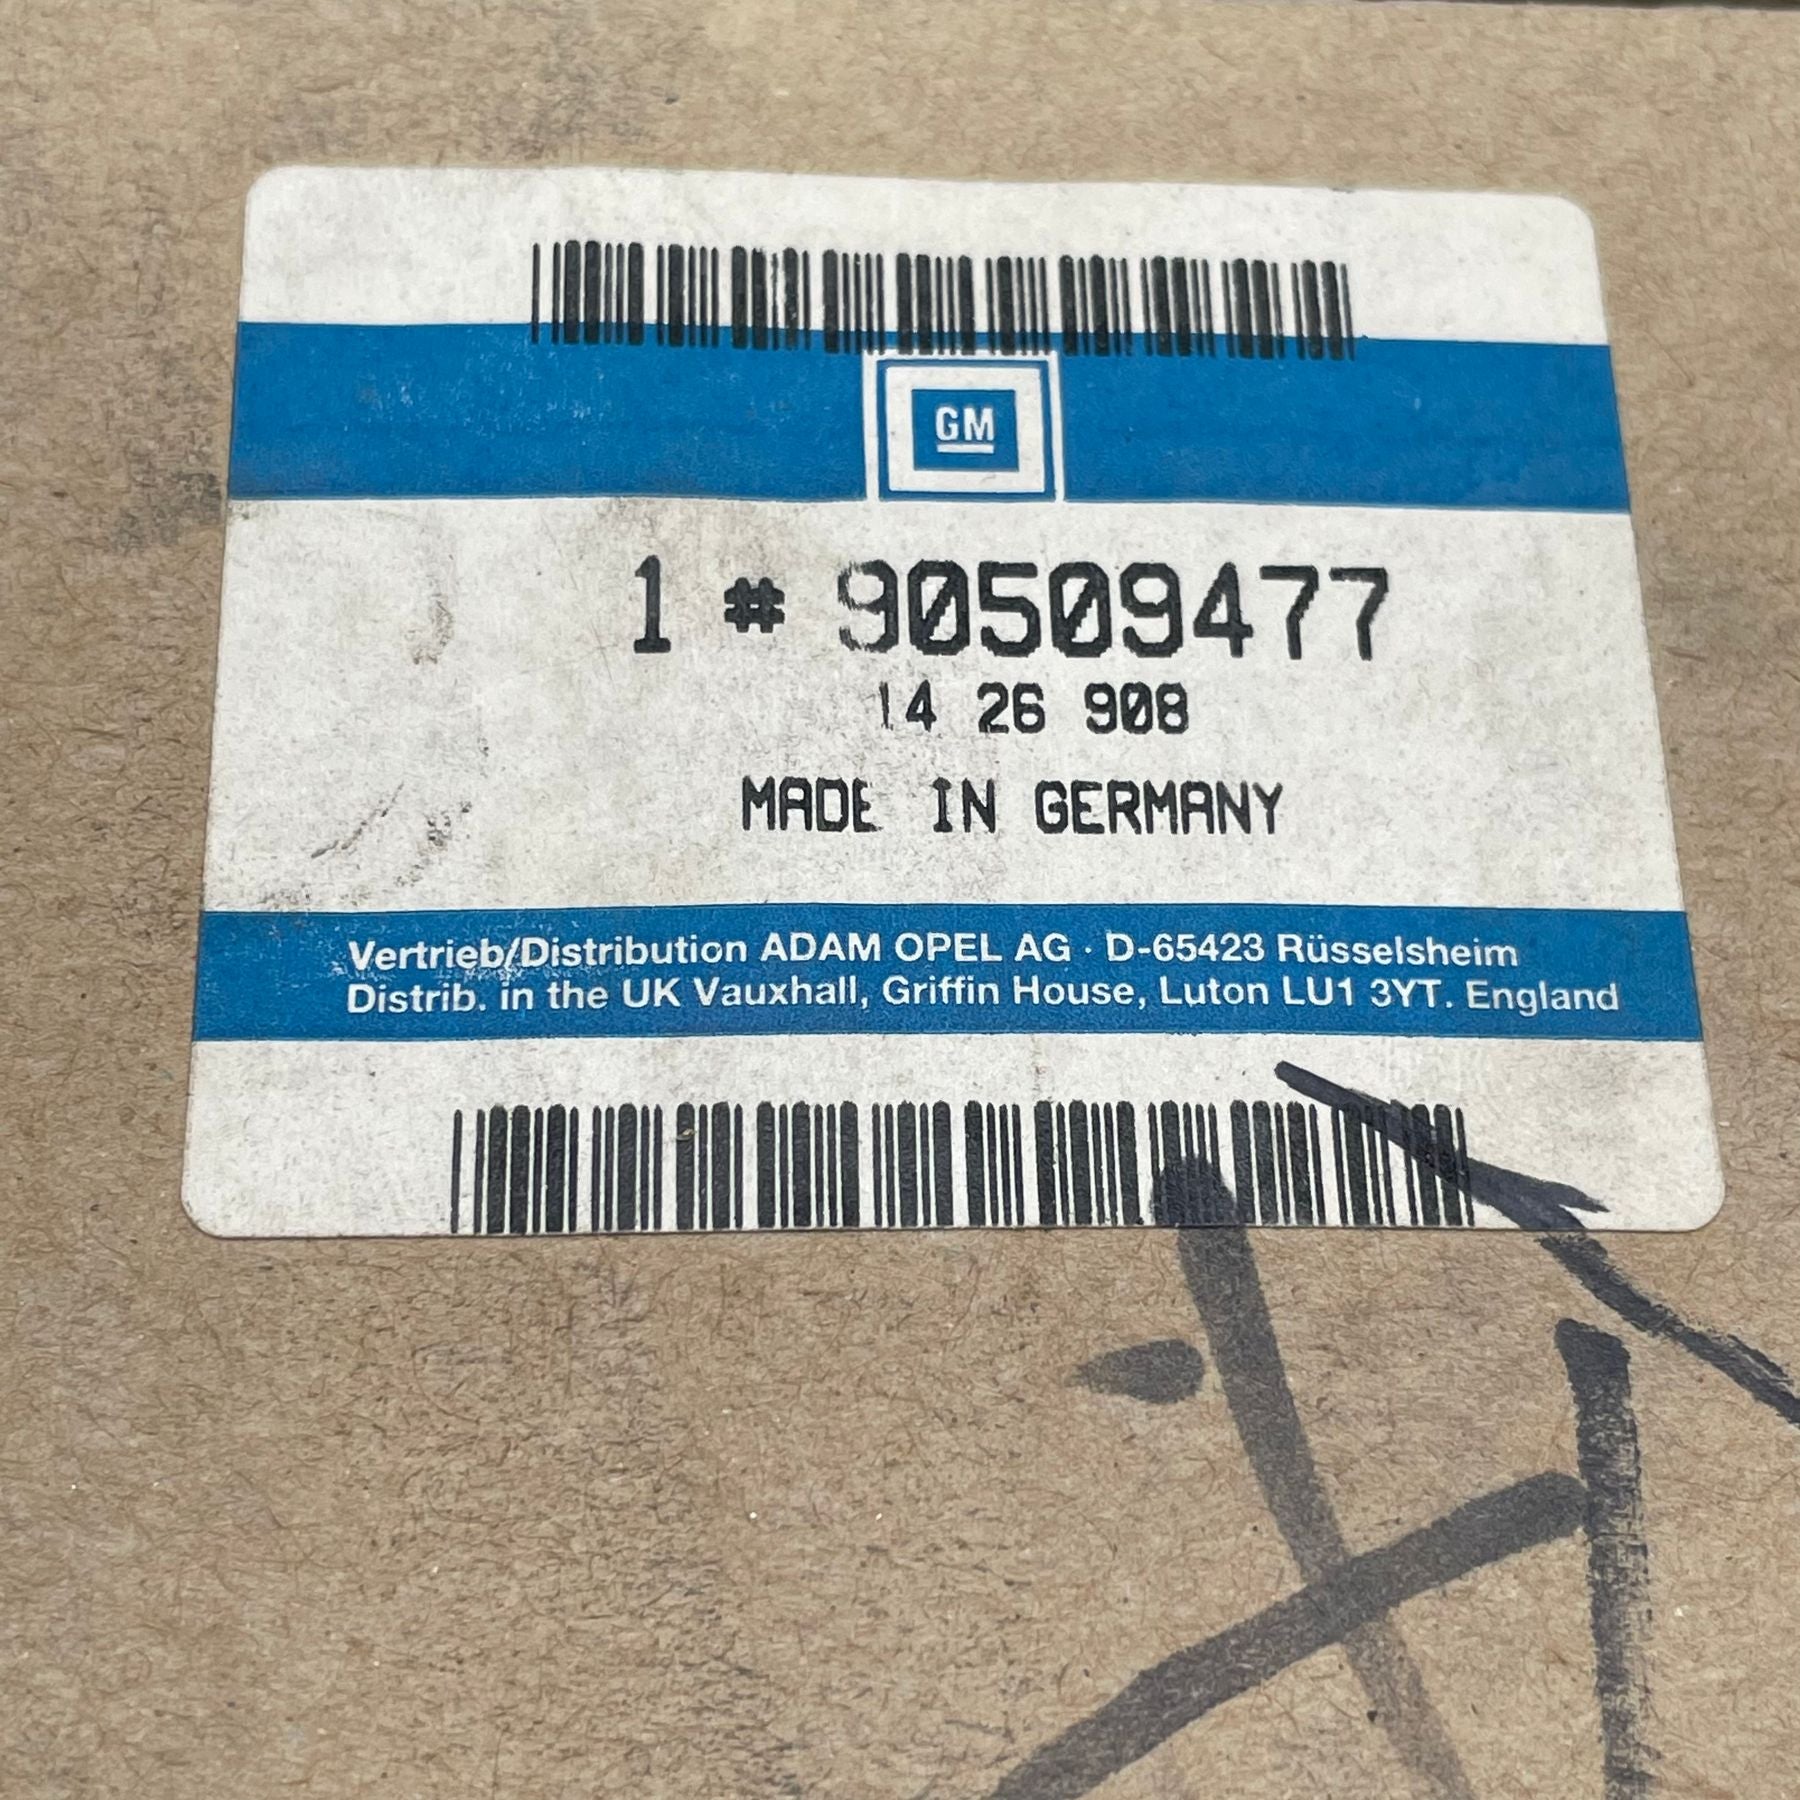 GM
1 # 90509477
14 26 908
MADE IN GERMANY
Vertrieb/Distribution ADAM OPEL AG · D-65423 Rüsselsheim
Distrib. in the UK Vauxhall, Griffin House, Luton LU1 3YT. England